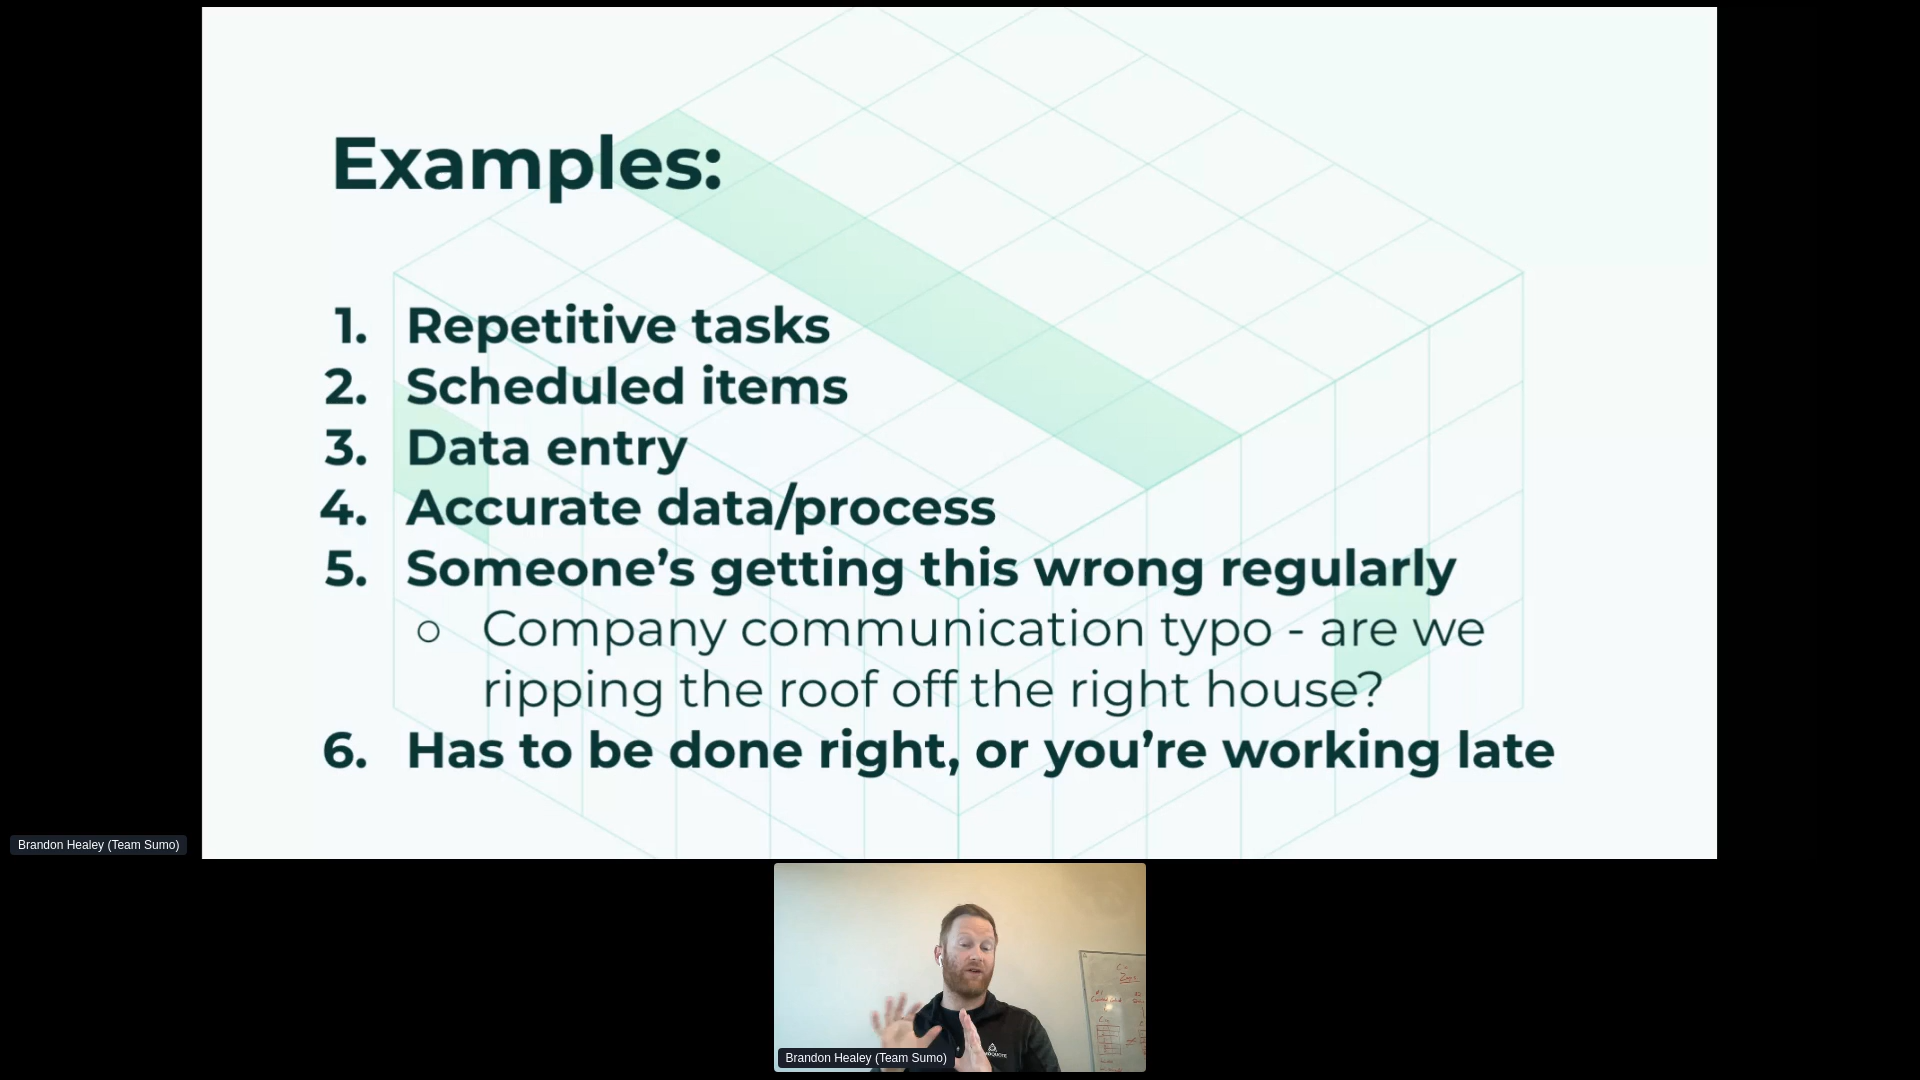 Examples:
1. Repetitive tasks
2. Scheduled items
3. Data entry
4. Accurate data/process
5. Someone’s getting this wrong regularly
○ Company communication typo - are we
ripping the roof off the right house?
6. Has to be done right, or you’re working late
Brandon Healey (Team Sumo)
Brandon Healey (Team Sumo)